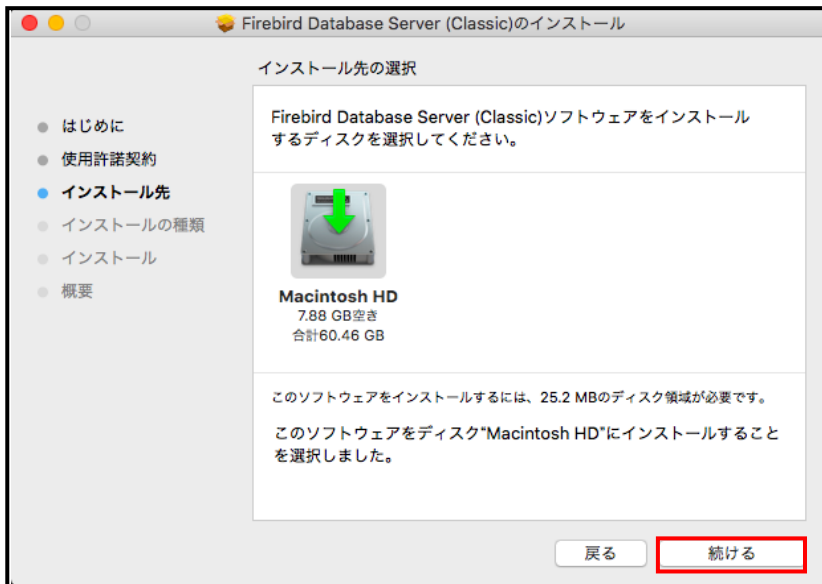 Firebird Database Server (Classic)のインストール
インストール先の選択
はじめに
使用許諾契約
インストール先
インストールの種類
インストール
概要
Firebird Database Server (Classic)ソフトウェアをインストール
するディスクを選択してください。
Macintosh HD
7.88 GB空き
合計60.46 GB
このソフトウェアをインストールするには、25.2 MBのディスク領域が必要です。
このソフトウェアをディスク“Macintosh HD”にインストールすること
を選択しました。
戻る
続ける